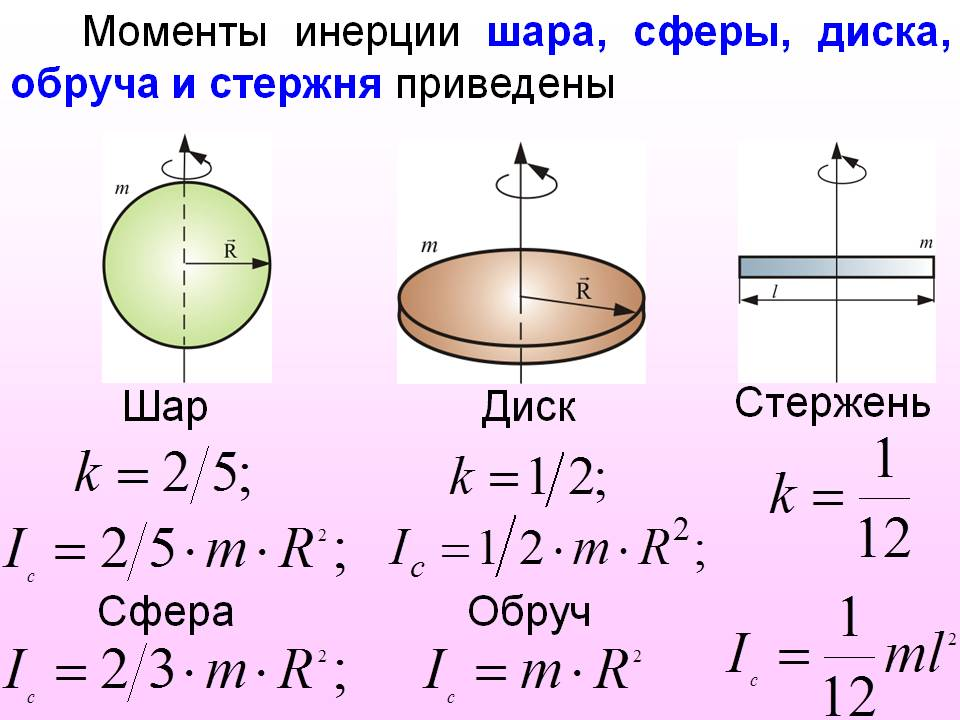 Моменты инерции шара, сферы, диска,
обруча и стержня приведены
m
R⃗
m
R⃗
m
l
Шар
Диск
Стержень
k = 2/5;
k = 1/2;
k = 1/12
I_c = 2/5 · m · R²;
I_c = 1/2 · m · R²;
Сфера
Обруч
I_c = 2/3 · m · R²;
I_c = m · R²
I_c = 1/12 ml²